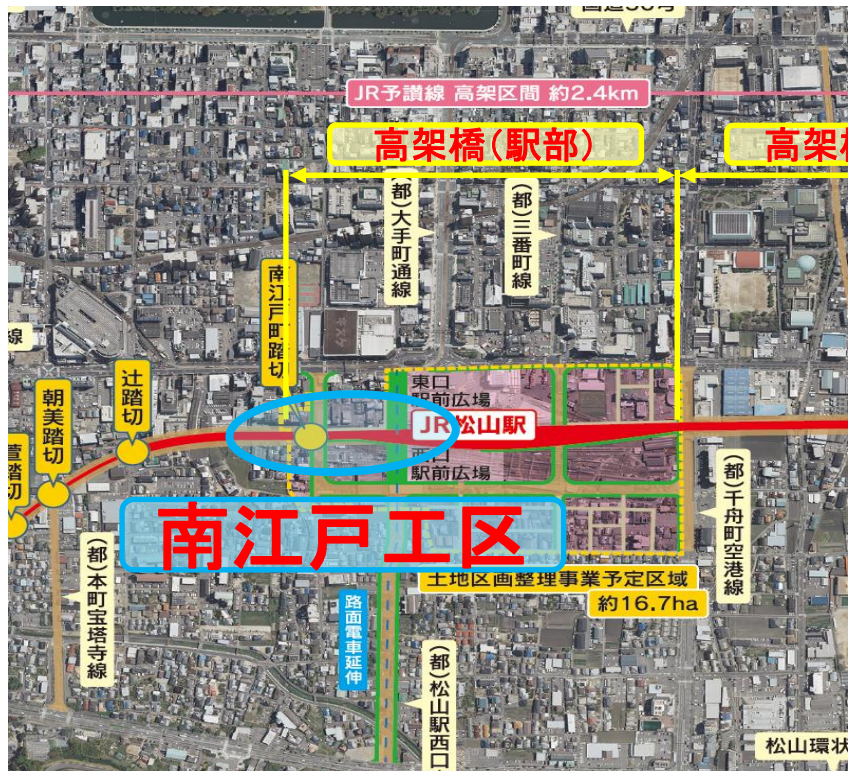 国道56号
JR予讃線 高架区間 約2.4km
高架橋(駅部)
高架橋
(都)大手町通線
(都)三番町線
南江戸町踏切
線
キスケ
辻踏切
朝美踏切
萱踏切
東口
駅前広場
JR松山駅
西口
駅前広場
南江戸工区
土地区画整理事業予定区域
約16.7ha
(都)千舟町空港線
(都)本町宝塔寺線
路面電車延伸
(都)松山駅西口
松山環状